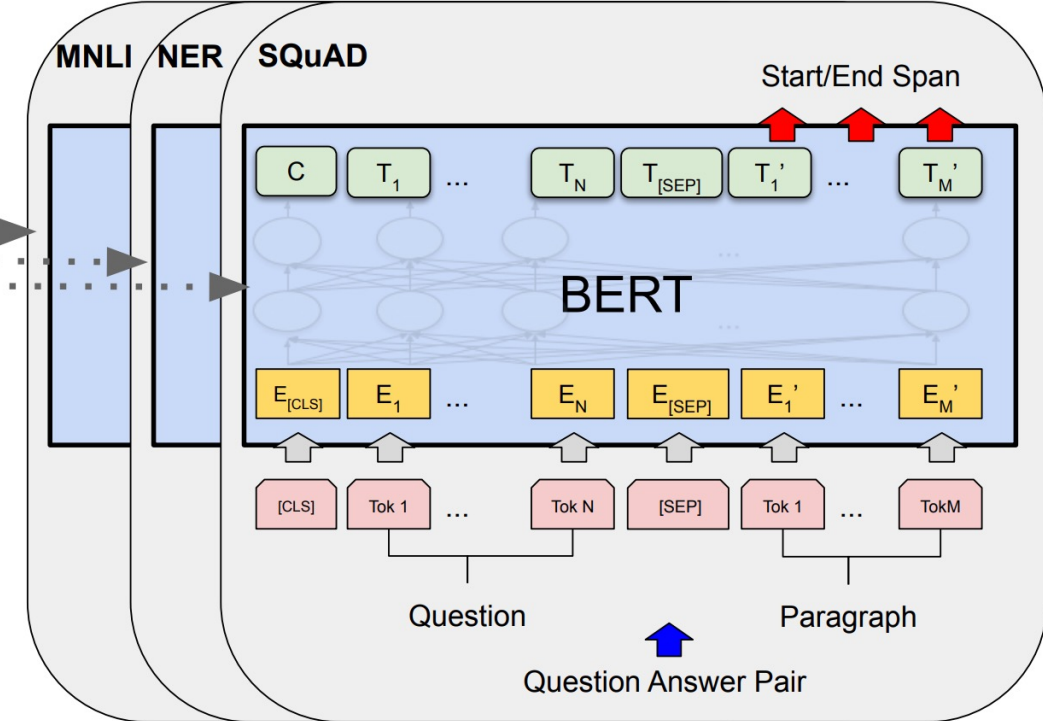 MNLI NER SQuAD
Start/End Span
C T1 ... TN T[SEP] T1’ ... TM’
...
BERT
...
E[CLS] E1 ... EN E[SEP] E1’ ... EM’
[CLS] Tok 1 ... Tok N [SEP] Tok 1 ... TokM
Question Paragraph
Question Answer Pair